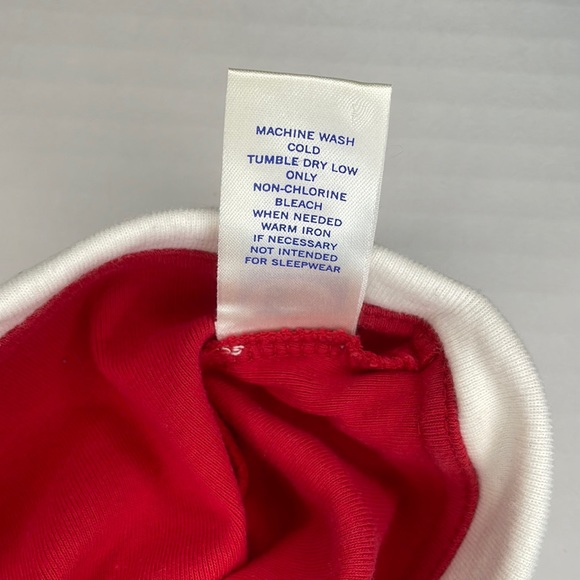 MACHINE WASH
COLD
TUMBLE DRY LOW
ONLY
NON-CHLORINE
BLEACH
WHEN NEEDED
WARM IRON
IF NECESSARY
NOT INTENDED
FOR SLEEPWEAR